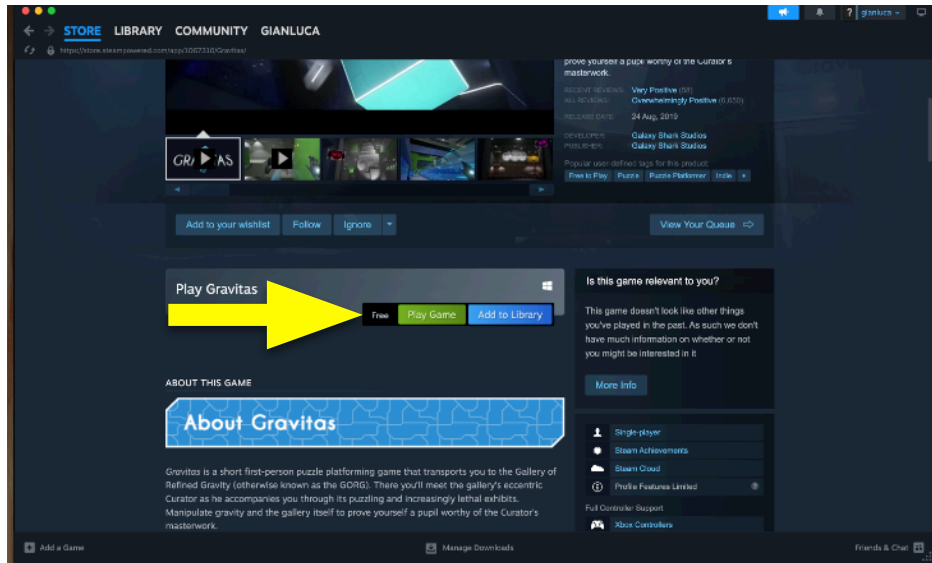 STORE LIBRARY COMMUNITY GIANLUCA
? gianluca
https://store.steampowered.com/app/1067310/Gravitas/
prove yourself a pupil worthy of the Curator's
masterwork.
RECENT REVIEWS: Very Positive (58)
ALL REVIEWS: Overwhelmingly Positive (6,650)
RELEASE DATE: 24 Aug, 2019
DEVELOPER: Galaxy Shark Studios
PUBLISHER: Galaxy Shark Studios
Popular user-defined tags for this product:
Free to Play Puzzle Puzzle Platformer Indie +
Add to your wishlist Follow Ignore View Your Queue
Play Gravitas
Free Play Game Add to Library
ABOUT THIS GAME
About Gravitas
Gravitas is a short first-person puzzle platforming game that transports you to the Gallery of
Refined Gravity (otherwise known as the GORG). There you'll meet the gallery's eccentric
Curator as he accompanies you through its puzzling and increasingly lethal exhibits.
Manipulate gravity and the gallery itself to prove yourself a pupil worthy of the Curator's
masterwork.
Is this game relevant to you?
This game doesn't look like other things
you've played in the past. As such we don't
have much information on whether or not
you might be interested in it
More Info
Single-player
Steam Achievements
Steam Cloud
Profile Features Limited
Full Controller Support
Xbox Controllers
Add a Game Manage Downloads Friends & Chat